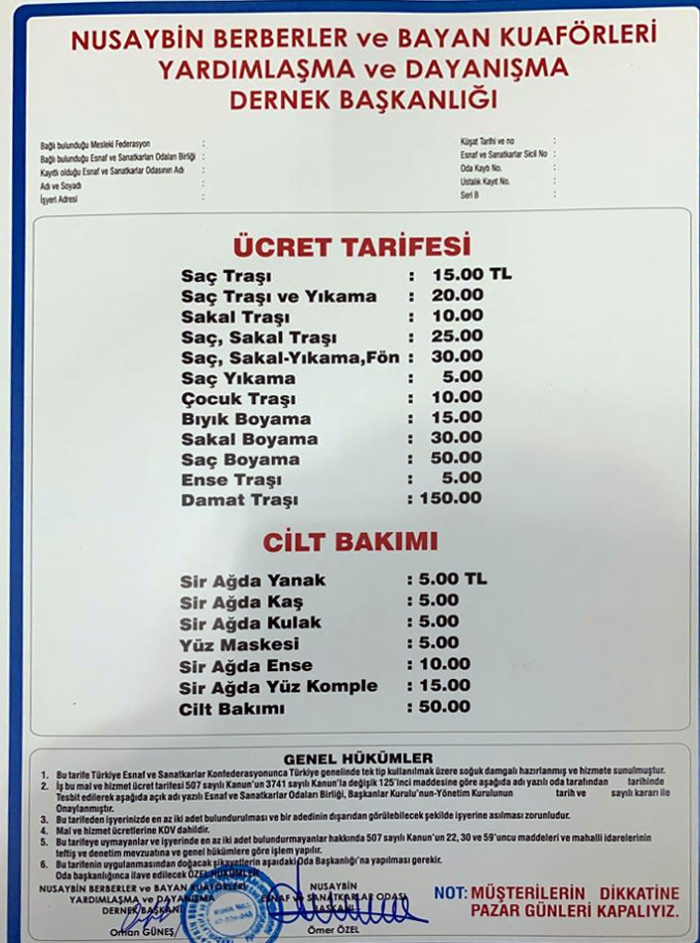 NUSAYBİN BERBERLER ve BAYAN KUAFÖRLERİ
YARDIMLAŞMA ve DAYANIŞMA
DERNEK BAŞKANLIĞI
Bağlı bulunduğu Mesleki Federasyon :
Bağlı bulunduğu Esnaf ve Sanatkarları Odaları Birliği :
Kayıtlı olduğu Esnaf ve Sanatkarlar Odasının Adı :
Adı ve Soyadı :
İşyeri Adresi :
Küşat Tarihi ve no :
Esnaf ve Sanatkarlar Sicil No :
Oda Kayıtı No. :
Ustalık Kayıt No. :
Seri B :
ÜCRET TARİFESİ
Saç Traşı : 15.00 TL
Saç Traşı ve Yıkama : 20.00
Sakal Traşı : 10.00
Saç, Sakal Traşı : 25.00
Saç, Sakal-Yıkama,Fön : 30.00
Saç Yıkama : 5.00
Çocuk Traşı : 10.00
Bıyık Boyama : 15.00
Sakal Boyama : 30.00
Saç Boyama : 50.00
Ense Traşı : 5.00
Damat Traşı : 150.00
CİLT BAKIMI
Sir Ağda Yanak : 5.00 TL
Sir Ağda Kaş : 5.00
Sir Ağda Kulak : 5.00
Yüz Maskesi : 5.00
Sir Ağda Ense : 10.00
Sir Ağda Yüz Komple : 15.00
Cilt Bakımı : 50.00
GENEL HÜKÜMLER
1. Bu tarife Türkiye Esnaf ve Sanatkarlar Konfederasyonunca Türkiye genelinde tek tip kullanılmak üzere soğuk damgalı hazırlanmış ve hizmete sunulmuştur.
2. İş bu mal ve hizmet ücret tarifesi 507 sayılı Kanun'un 3741 sayılı Kanun'la değişik 125'inci maddesine göre aşağıda adı yazılı oda tarafından tarihinde
Tesbit edilerek aşağıda açık adı yazılı Esnaf ve Sanatkarlar Odaları Birliği, Başkanlar Kurulu'nun-Yönetim Kurulunun tarih ve sayılı kararı ile
Onaylanmıştır.
3. Bu tarifeden işyerinizde en az iki adet bulundurulması ve bir adedinin dışarıdan görülebilecek şekilde işyerine asılması zorunludur.
4. Mal ve hizmet ücretlerine KDV dahildir.
5. Bu tarifeye uymayanlar ve işyerinde en az iki adet bulundurmayanlar hakkında 507 sayılı Kanun'un 22, 30 ve 59'uncu maddeleri ve mahalli idarelerinin
teftiş ve denetim mevzuatına ve genel hükümlere göre işlem yapılır.
6. Bu tarifenin uygulanmasından doğacak şikayetlerin aşaıdaki Oda Başkanlığı'na yapılması gerekir.
Oda başkanlığınca ilave edilecek ÖZEL HÜKÜMLER
NUSAYBİN BERBERLER ve BAYAN KUAFÖRLERİ
YARDIMLAŞMA ve DAYANIŞMA
DERNEK BAŞKANI
Orhan GÜNEŞ
NUSAYBİN
ESNAF ve SANATKARLAR ODASI
BAŞKANI
Ömer ÖZEL
NOT: MÜŞTERİLERİN DİKKATİNE
PAZAR GÜNLERİ KAPALIYIZ.